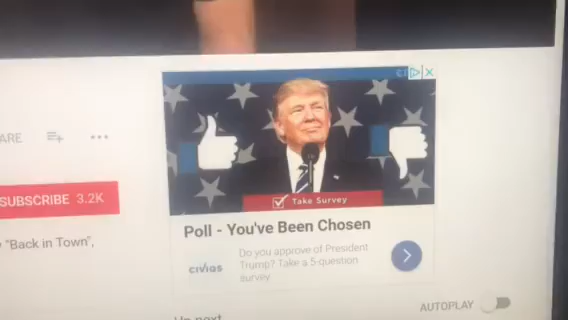 ARE
SUBSCRIBE 3.2K
"Back in Town",
Take Survey
Poll - You've Been Chosen
civiqs
Do you approve of President
Trump? Take a 5-question
survey
Up next
AUTOPLAY